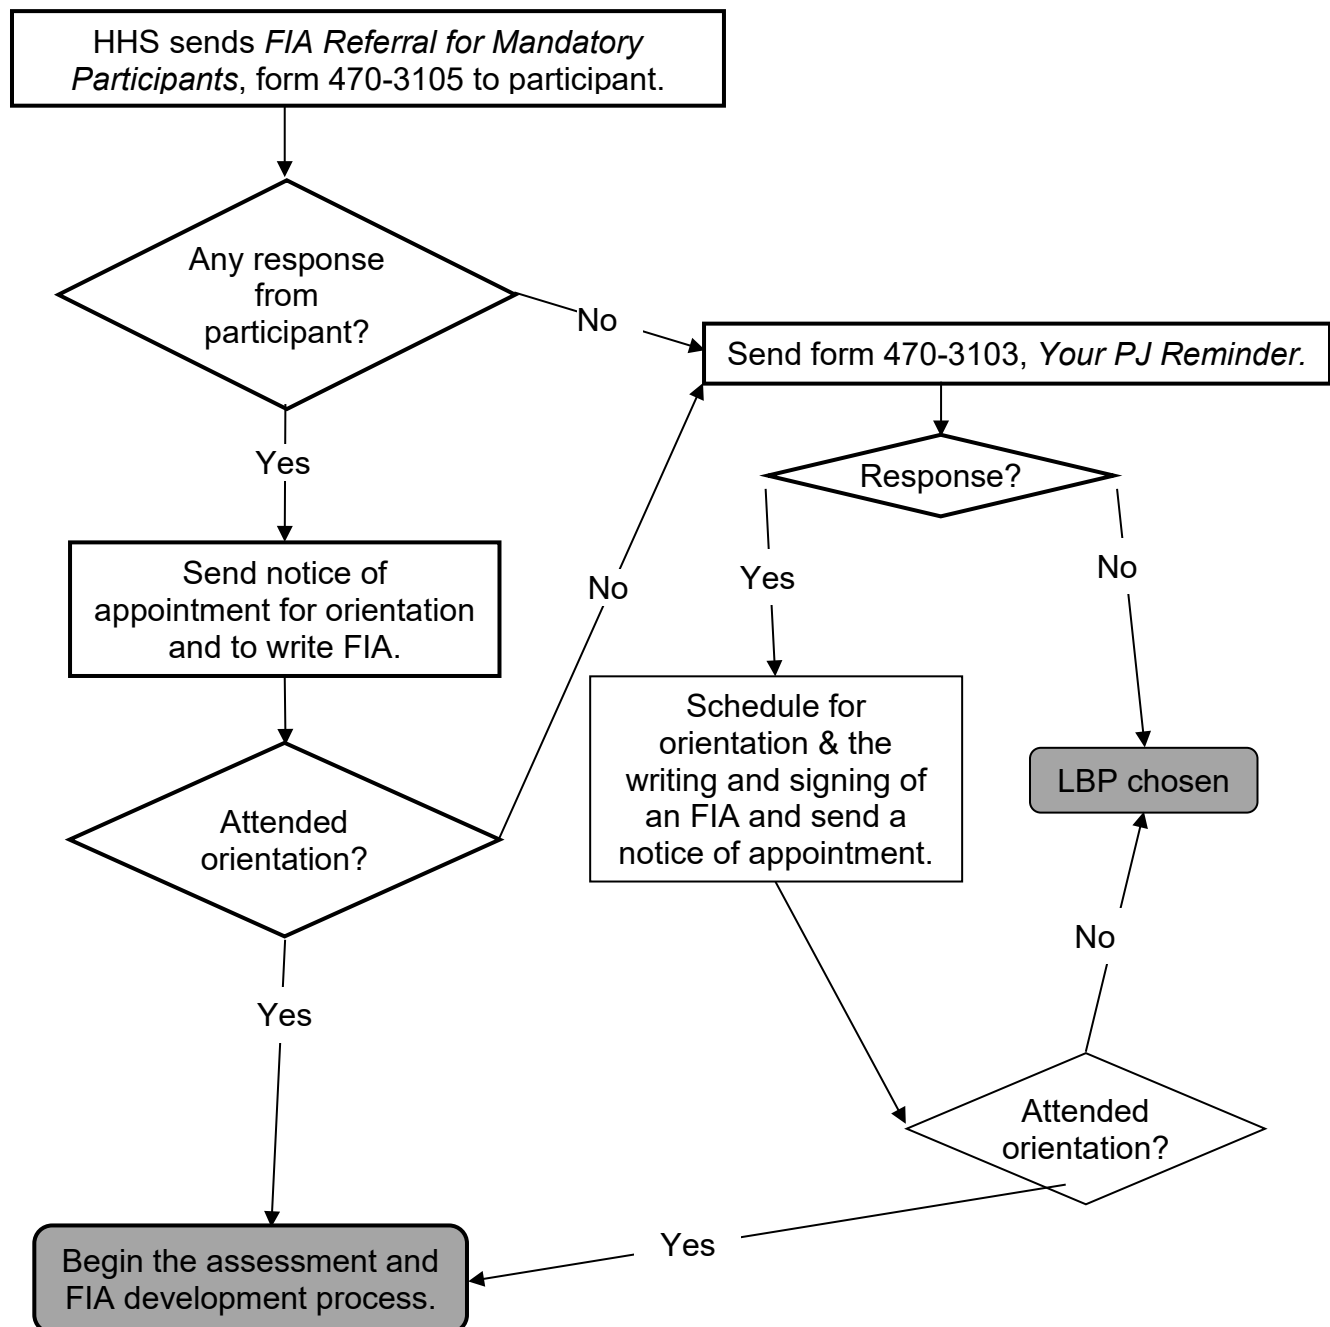 HHS sends FIA Referral for Mandatory
Participants, form 470-3105 to participant.
Any response
from
participant?
No
Send form 470-3103, Your PJ Reminder.
Yes
Response?
Send notice of
appointment for orientation
and to write FIA.
No
Yes
No
Schedule for
orientation & the
writing and signing of
an FIA and send a
notice of appointment.
LBP chosen
Attended
orientation?
No
Yes
Attended
orientation?
Yes
Begin the assessment and
FIA development process.